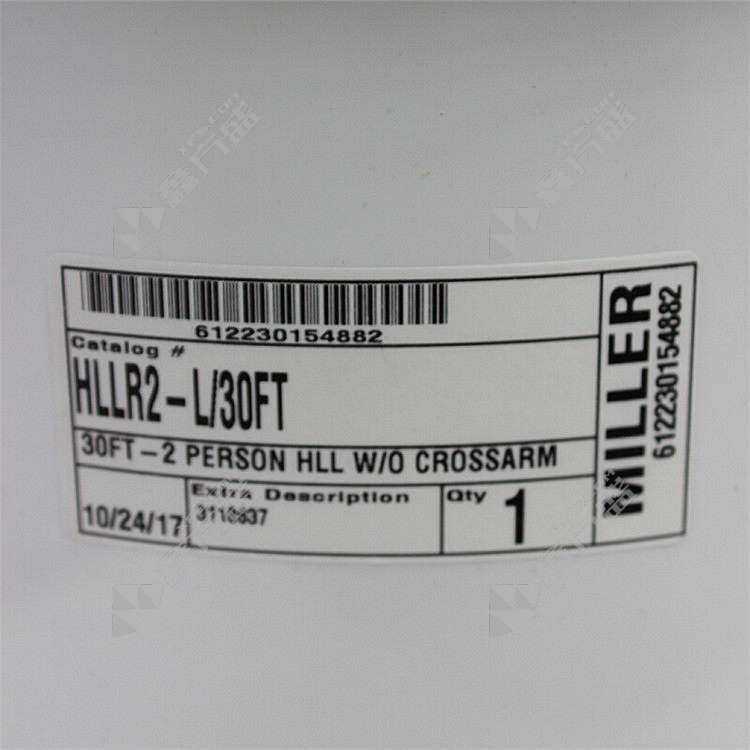 612230154882
Catalog #
HLLR2-L/30FT
30FT-2 PERSON HLL W/O CROSSARM
10/24/17
Extra Description
Qty
1
MILLER
612230154882